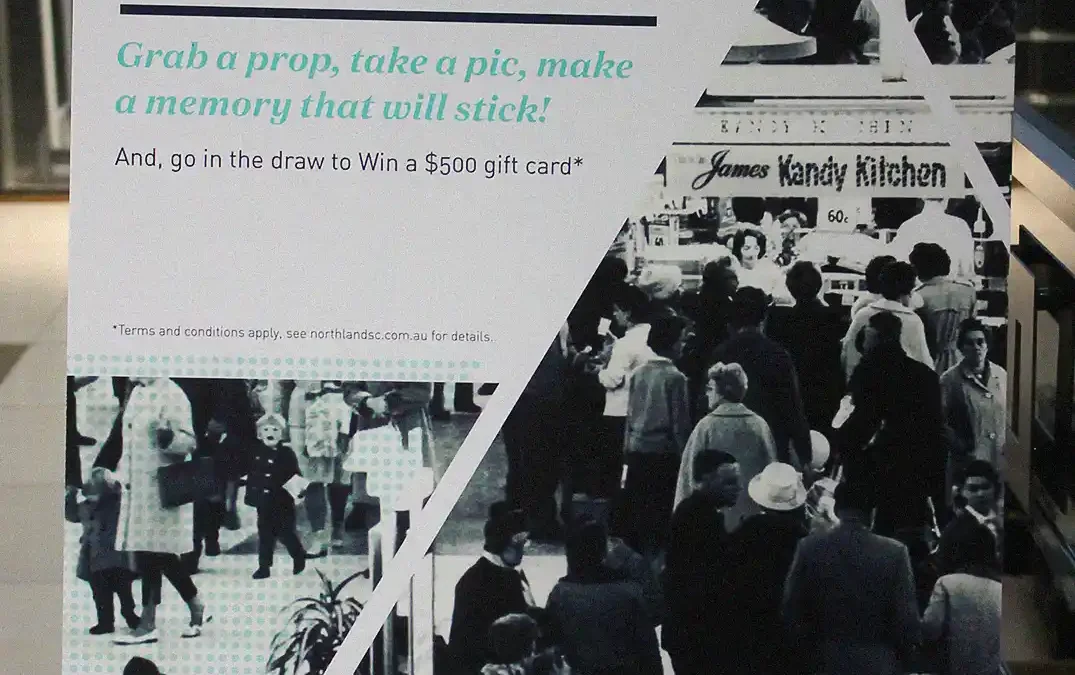 Grab a prop, take a pic, make
a memory that will stick!
And, go in the draw to Win a $500 gift card*
*Terms and conditions apply, see northlandsc.com.au for details.
James Kandy Kitchen
60c